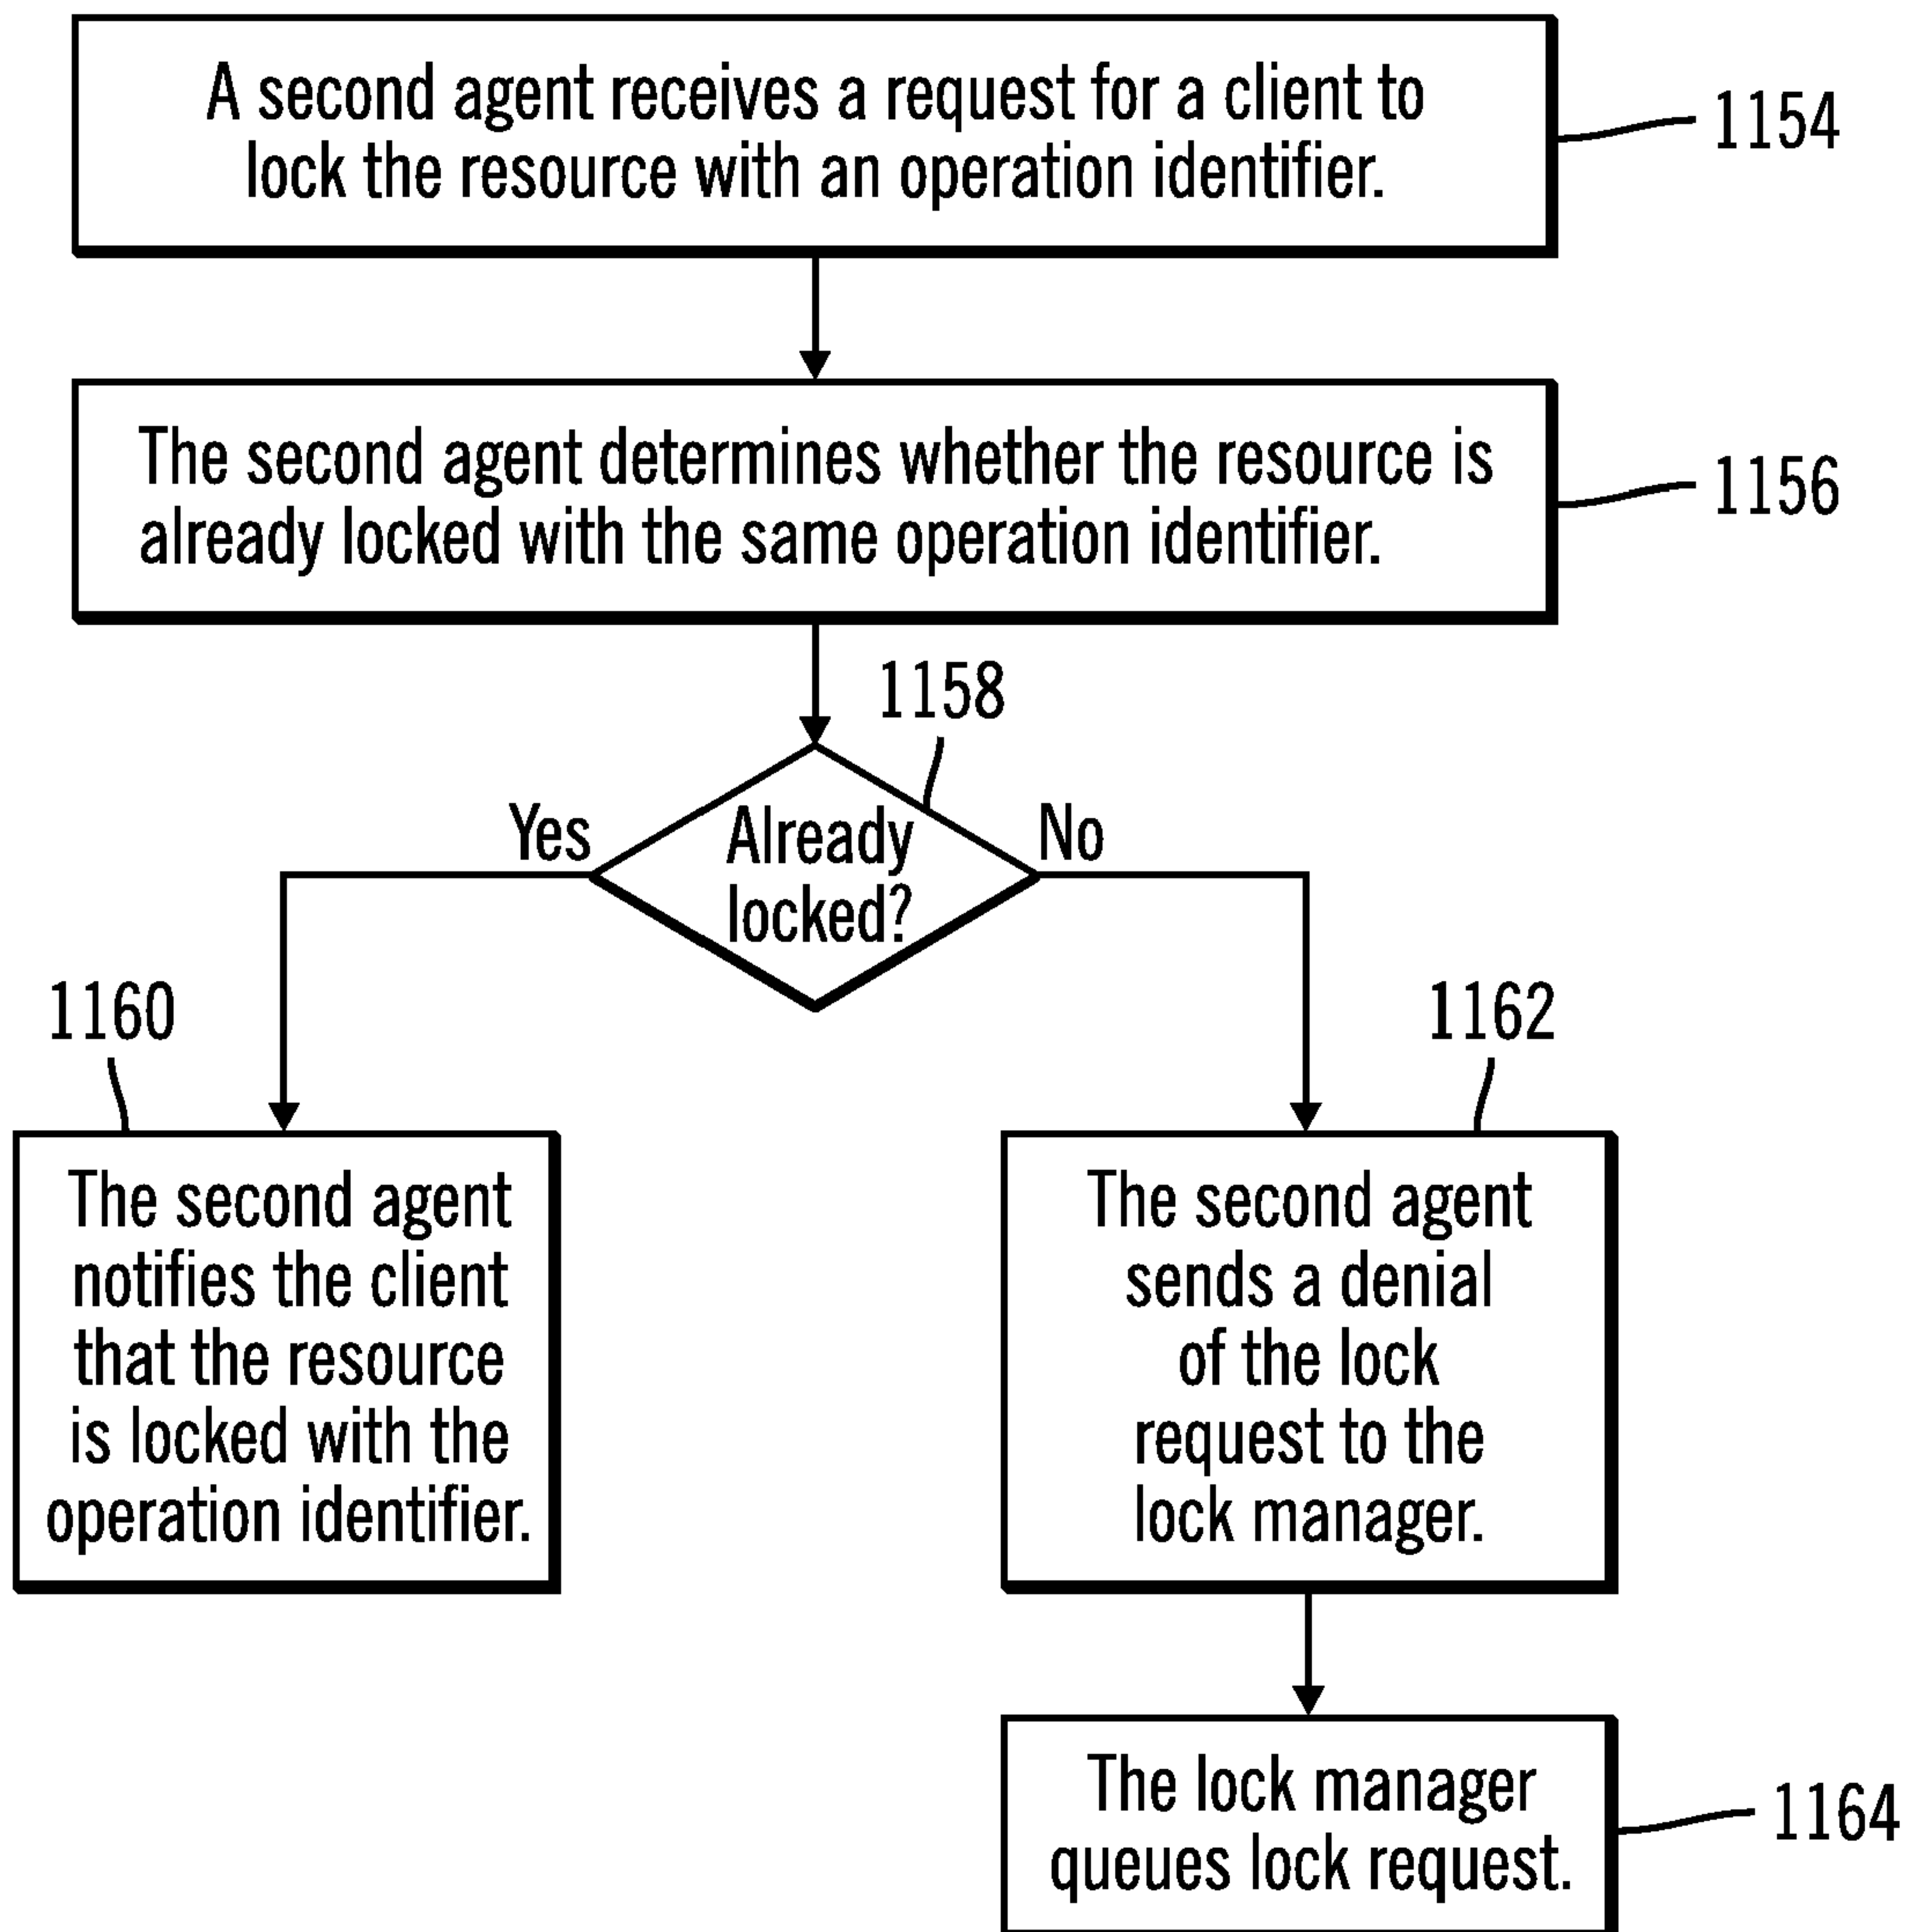 A second agent receives a request for a client to
lock the resource with an operation identifier.
1154
The second agent determines whether the resource is
already locked with the same operation identifier.
1156
1158
Yes
Already
locked?
No
1160
The second agent
notifies the client
that the resource
is locked with the
operation identifier.
1162
The second agent
sends a denial
of the lock
request to the
lock manager.
The lock manager
queues lock request.
1164